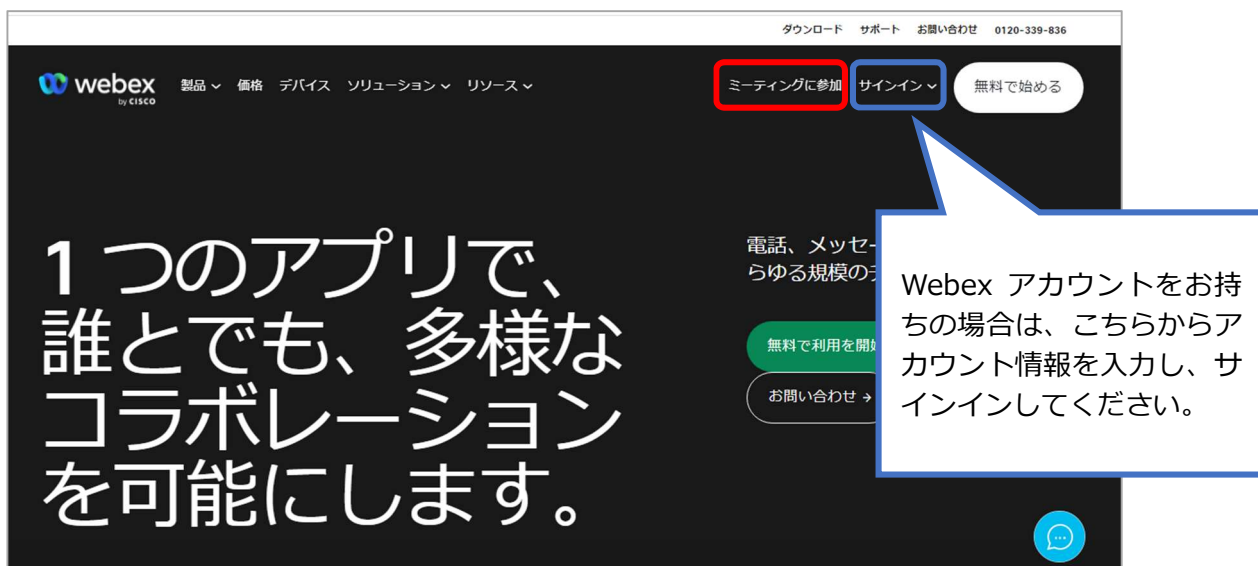 ダウンロード サポート お問い合わせ 0120-339-836
webex by CISCO 製品 価格 デバイス ソリューション リソース ミーティングに参加 サインイン 無料で始める
1 つのアプリで、
誰とでも、多様な
コラボレーション
を可能にします。
電話、メッセー
らゆる規模の
無料で利用を開
お問い合わせ →
Webex アカウントをお持
ちの場合は、こちらからア
カウント情報を入力し、サ
インインしてください。